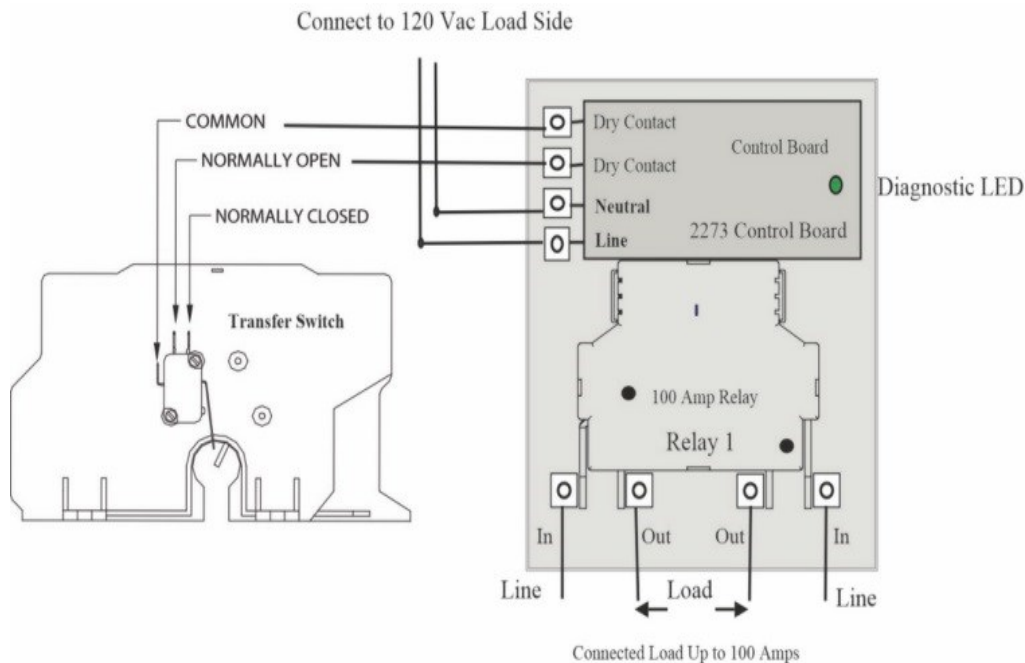 Connect to 120 Vac Load Side
COMMON
Dry Contact
Control Board
NORMALLY OPEN
Dry Contact
Diagnostic LED
NORMALLY CLOSED
Neutral
2273 Control Board
Line
Transfer Switch
100 Amp Relay
Relay 1
In
Out
Out
In
Line
Load
Line
Connected Load Up to 100 Amps